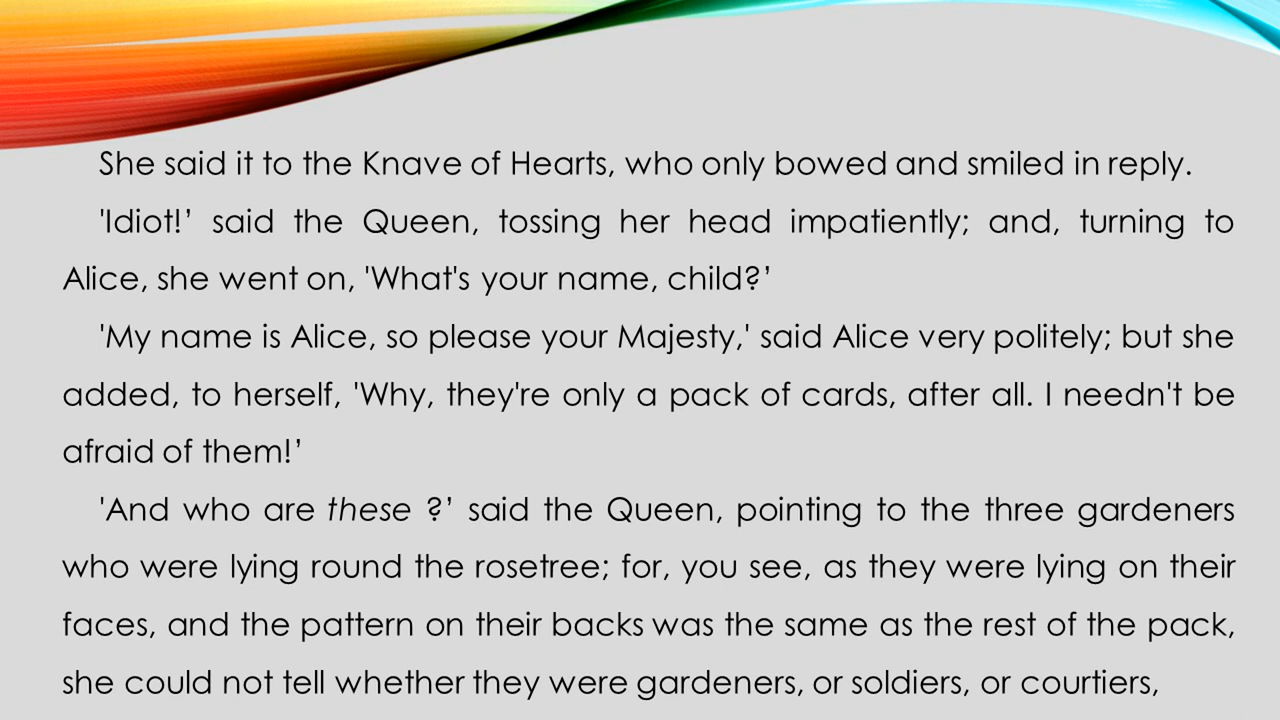 She said it to the Knave of Hearts, who only bowed and smiled in reply.
'Idiot!’ said the Queen, tossing her head impatiently; and, turning to
Alice, she went on, 'What's your name, child?’
'My name is Alice, so please your Majesty,' said Alice very politely; but she
added, to herself, 'Why, they're only a pack of cards, after all. I needn't be
afraid of them!’
'And who are these ?’ said the Queen, pointing to the three gardeners
who were lying round the rosetree; for, you see, as they were lying on their
faces, and the pattern on their backs was the same as the rest of the pack,
she could not tell whether they were gardeners, or soldiers, or courtiers,